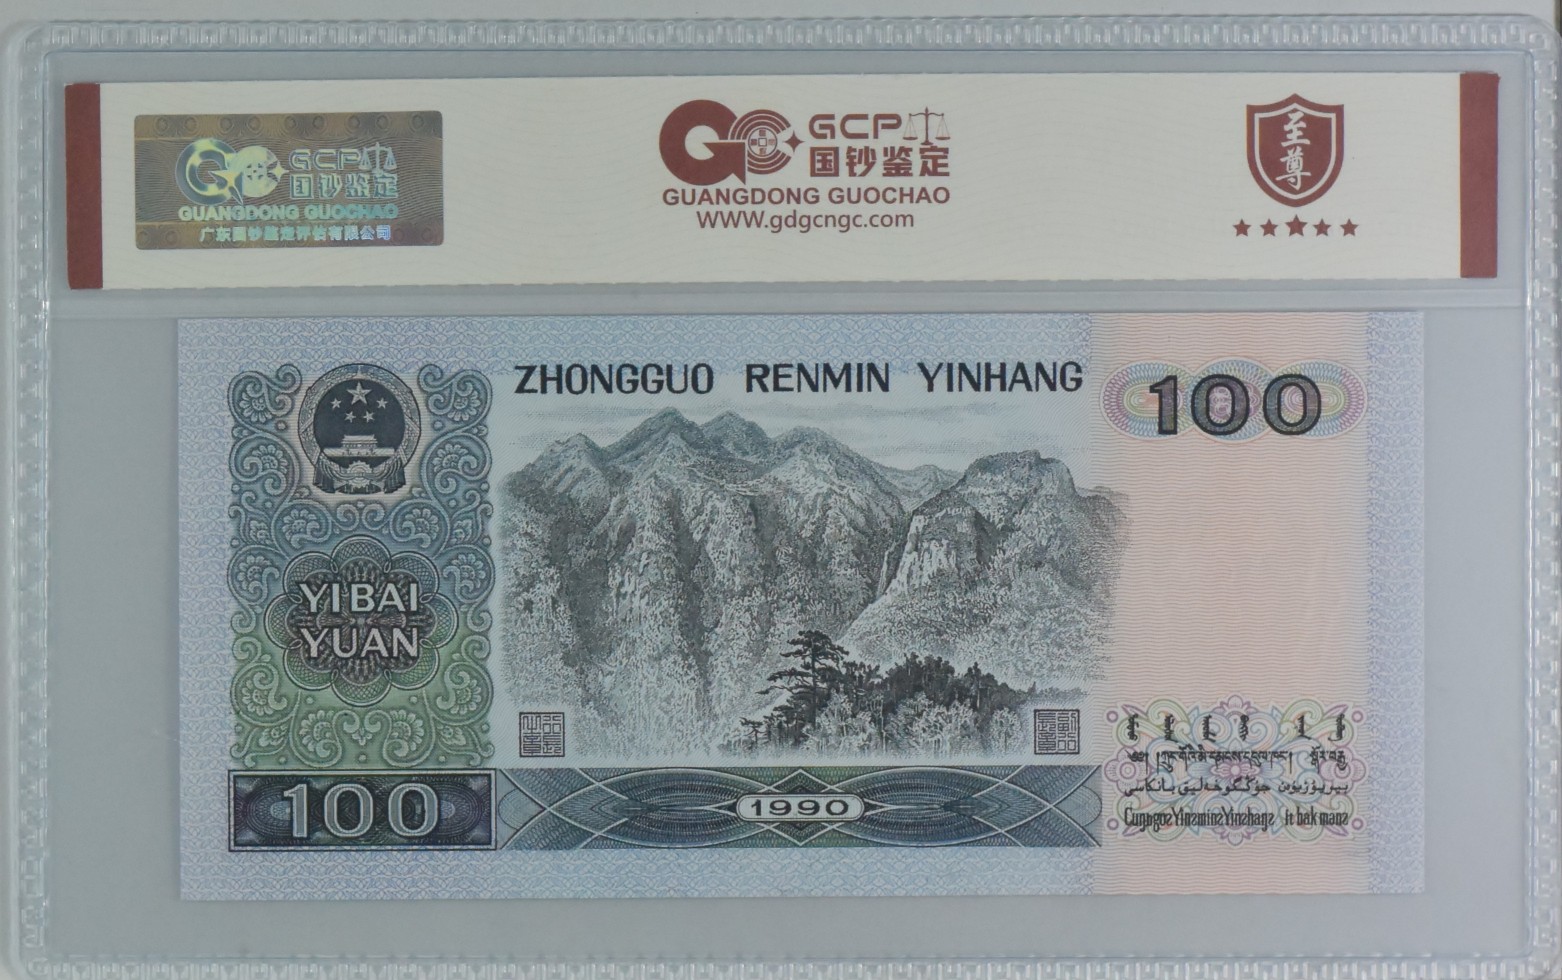 GCP
国钞鉴定
GUANGDONG GUOCHAO
广东国钞鉴定评估有限公司
GCP
国钞鉴定
GUANGDONG GUOCHAO
WWW.gdgcngc.com
至尊
ZHONGGUO RENMIN YINHANG
100
YI BAI
YUAN
100
1990